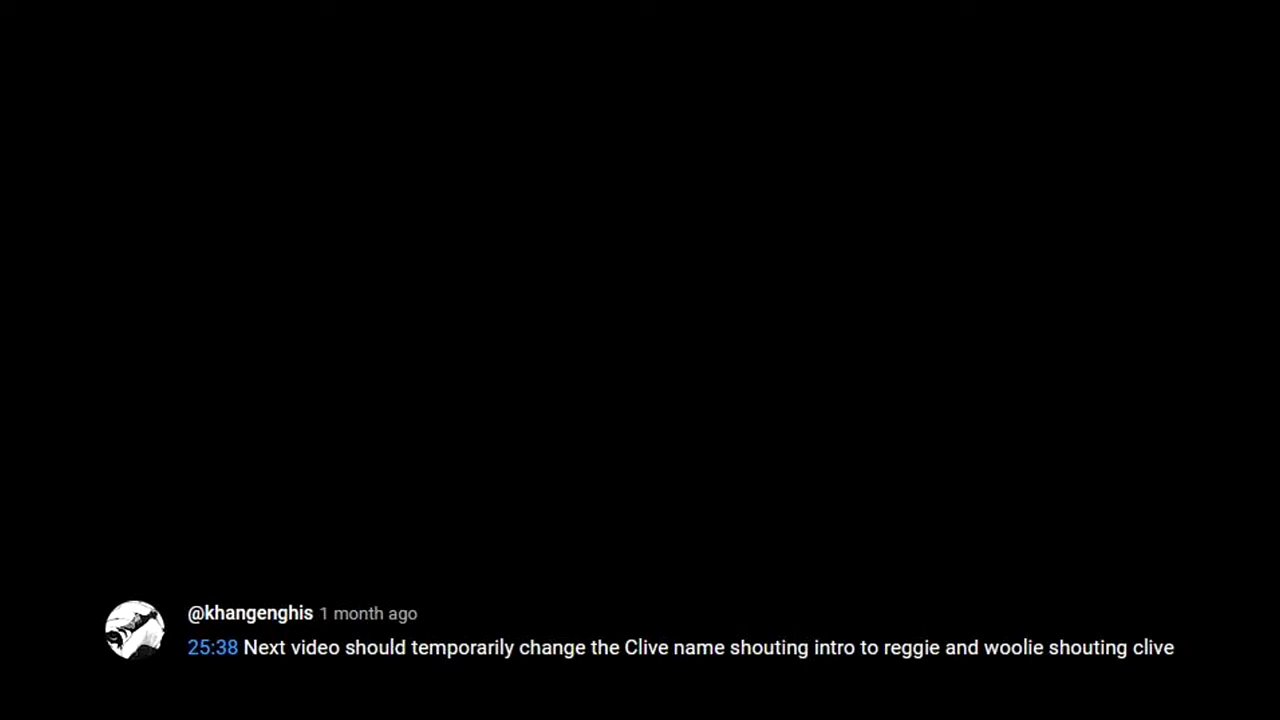 @khangenghis 1 month ago
25:38 Next video should temporarily change the Clive name shouting intro to reggie and woolie shouting clive